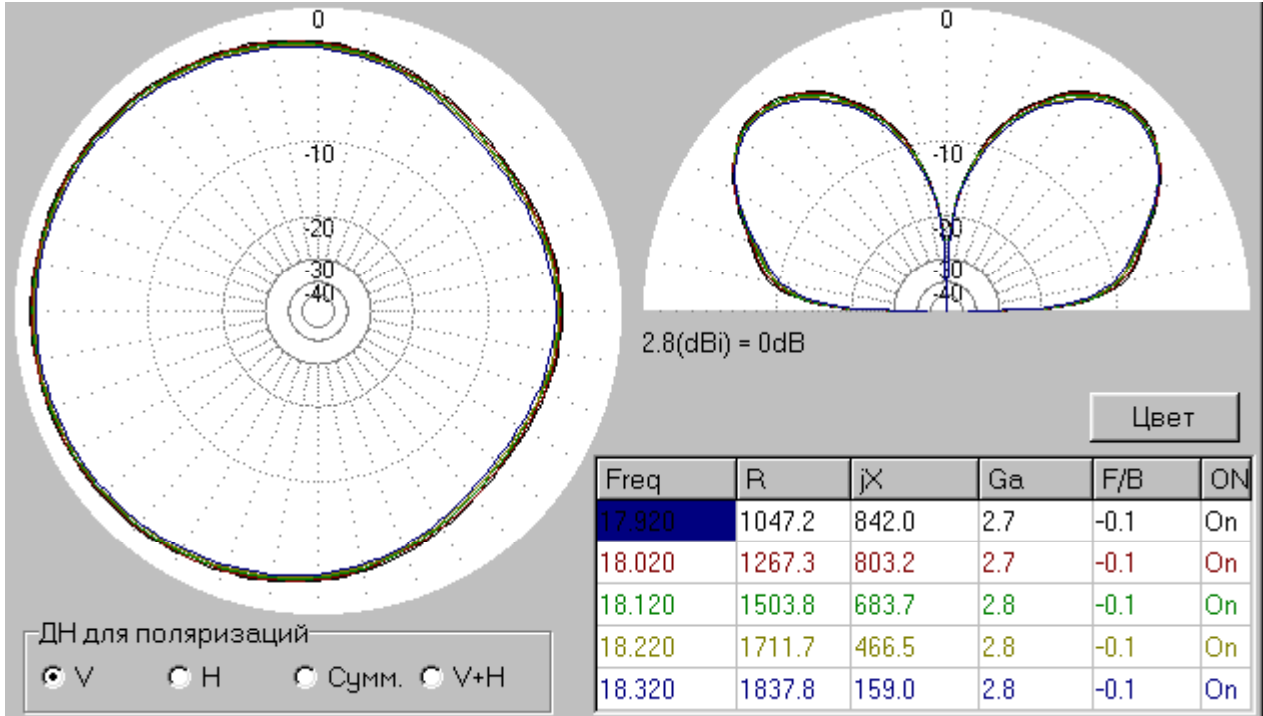 0
-10
-20
-30
-40
0
-10
-20
-30
-40
2.8(dBi) = 0dB
Цвет
Freq R jX Ga F/B ON
17.920 1047.2 842.0 2.7 -0.1 On
18.020 1267.3 803.2 2.7 -0.1 On
18.120 1503.8 683.7 2.8 -0.1 On
18.220 1711.7 466.5 2.8 -0.1 On
18.320 1837.8 159.0 2.8 -0.1 On
ДН для поляризаций
V H Сумм. V+H